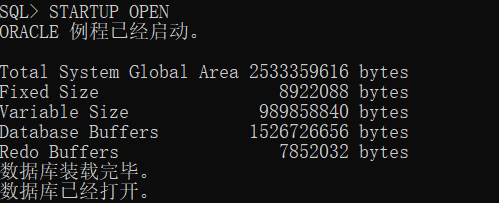 SQL> STARTUP OPEN
ORACLE 例程已经启动。
Total System Global Area 2533359616 bytes
Fixed Size 8922088 bytes
Variable Size 989858840 bytes
Database Buffers 1526726656 bytes
Redo Buffers 7852032 bytes
数据库装载完毕。
数据库已经打开。